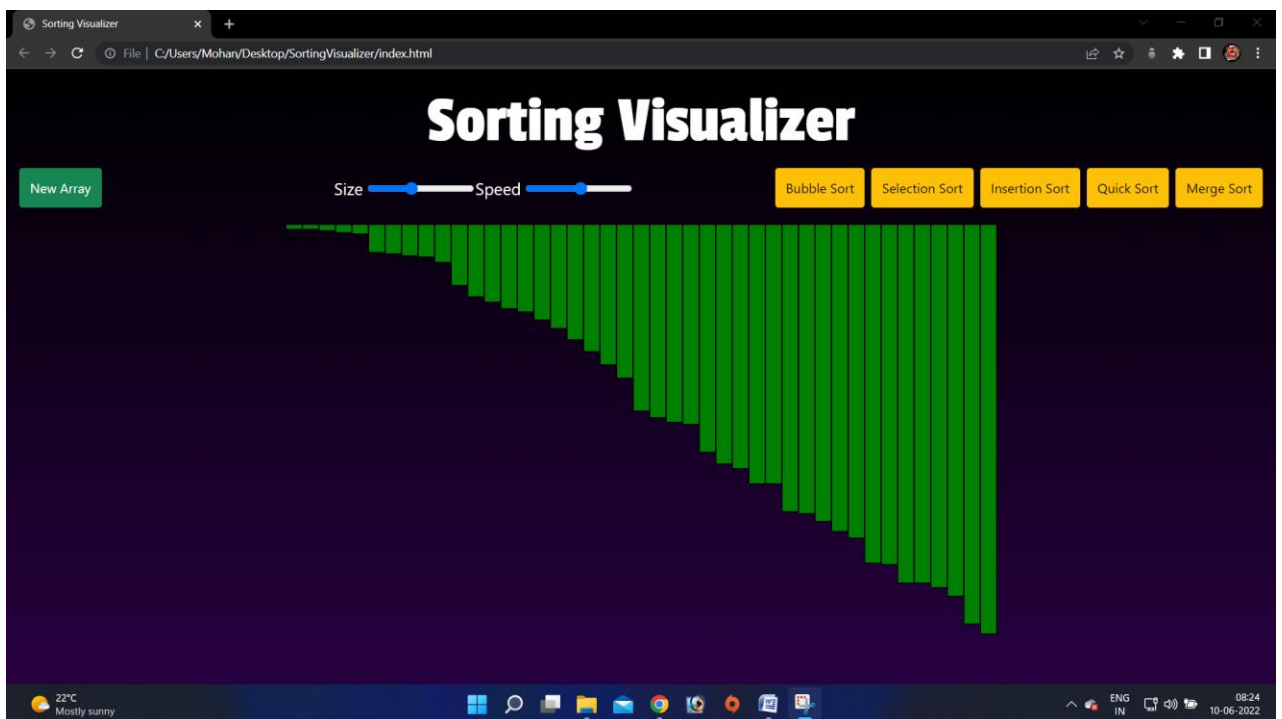 Sorting Visualizer
File | C:/Users/Mohan/Desktop/SortingVisualizer/index.html
Sorting Visualizer
New Array
Size
Speed
Bubble Sort
Selection Sort
Insertion Sort
Quick Sort
Merge Sort
22°C
Mostly sunny
ENG
IN
08:24
10-06-2022